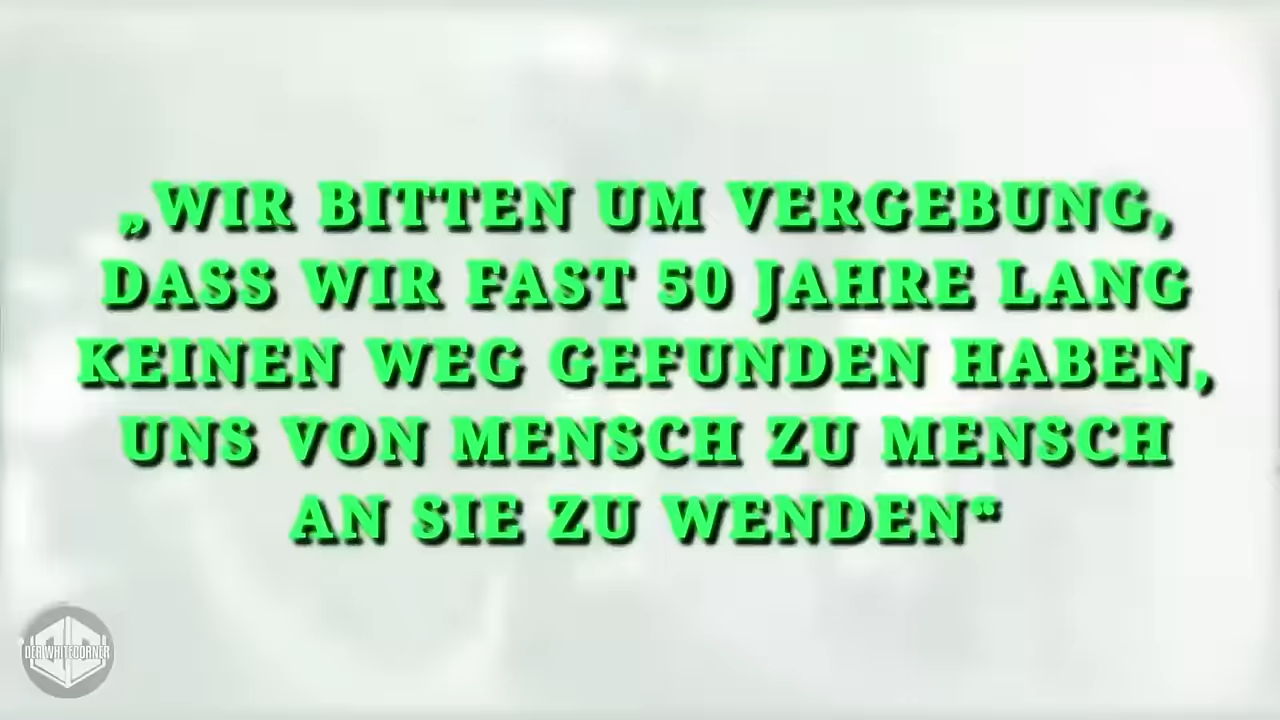 „WIR BITTEN UM VERGEBUNG,
DASS WIR FAST 50 JAHRE LANG
KEINEN WEG GEFUNDEN HABEN,
UNS VON MENSCH ZU MENSCH
AN SIE ZU WENDEN“
DER WHITEDORNER